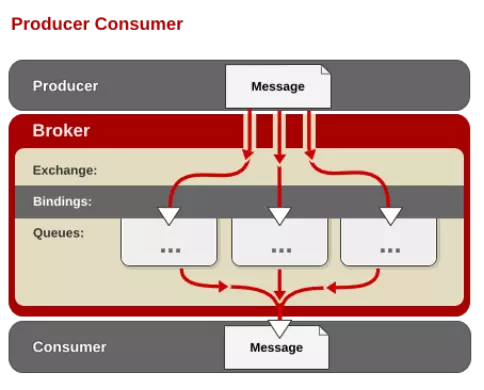 Producer Consumer
Producer
Message
Broker
Exchange:
Bindings:
Queues:
...
...
...
Consumer
Message